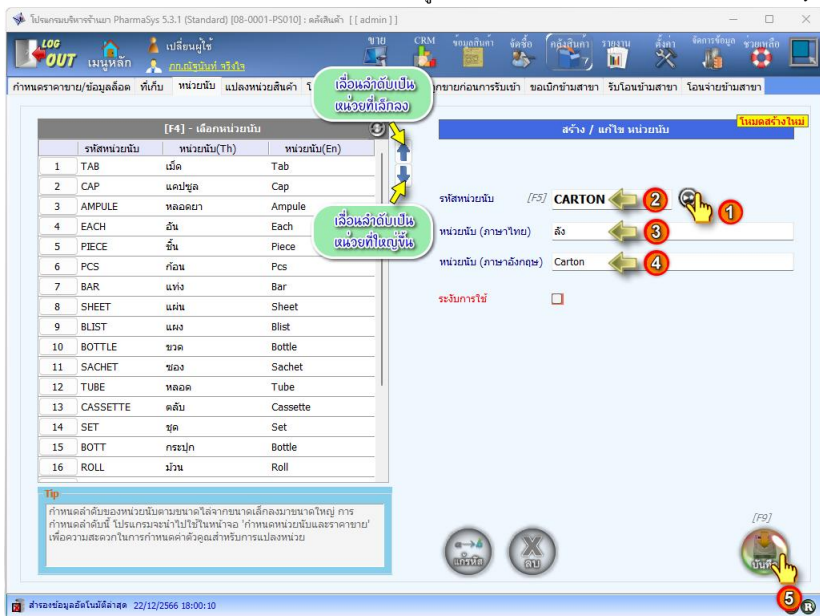 โปรแกรมบริหารร้านยา PharmaSys 5.3.1 (Standard) [08-0001-PS010] : คลังสินค้า [ [ admin ] ]
LOG OUT
เมนูหลัก
เปลี่ยนผู้ใช้
ขาย
CRM
ข้อมูลสินค้า
จัดซื้อ
คลังสินค้า
รายงาน
ตั้งค่า
จัดการข้อมูล
ช่วยเหลือ
กำหนดราคาขาย/ข้อมูลล็อต
ที่เก็บ
หน่วยนับ
แปลงหน่วยสินค้า
ขอเบิกข้ามสาขา
รับโอนข้ามสาขา
โอนจ่ายข้ามสาขา
เลื่อนลำดับเป็น
หน่วยที่เล็กลง
[F4] - เลือกหน่วยนับ
รหัสหน่วยนับ หน่วยนับ(Th) หน่วยนับ(En)
1 TAB เม็ด Tab
2 CAP แคปซูล Cap
3 AMPULE หลอดยา Ampule
4 EACH อัน Each
5 PIECE ชิ้น Piece
6 PCS ก้อน Pcs
7 BAR แท่ง Bar
8 SHEET แผ่น Sheet
9 BLIST แผง Blist
10 BOTTLE ขวด Bottle
11 SACHET ซอง Sachet
12 TUBE หลอด Tube
13 CASSETTE ตลับ Cassette
14 SET ชุด Set
15 BOTT กระปุก Bottle
16 ROLL ม้วน Roll
เลื่อนลำดับเป็น
หน่วยที่ใหญ่ขึ้น
Tip
กำหนดลำดับของหน่วยนับตามขนาดไล่จากขนาดเล็กลงมาขนาดใหญ่ การ
กำหนดลำดับนี้ โปรแกรมจะนำไปใช้ในหน้าจอ 'กำหนดหน่วยนับและราคาขาย'
เพื่อความสะดวกในการกำหนดค่าตัวคูณสำหรับการแปลงหน่วย
โหมดสร้างใหม่
สร้าง / แก้ไข หน่วยนับ
รหัสหน่วยนับ [F5] CARTON 2 1
หน่วยนับ (ภาษาไทย) ลัง 3
หน่วยนับ (ภาษาอังกฤษ) Carton 4
ระงับการใช้
แก้รหัส
ลบ
[F9]
บันทึก
5
R
สำรองข้อมูลอัตโนมัติล่าสุด 22/12/2566 18:00:10